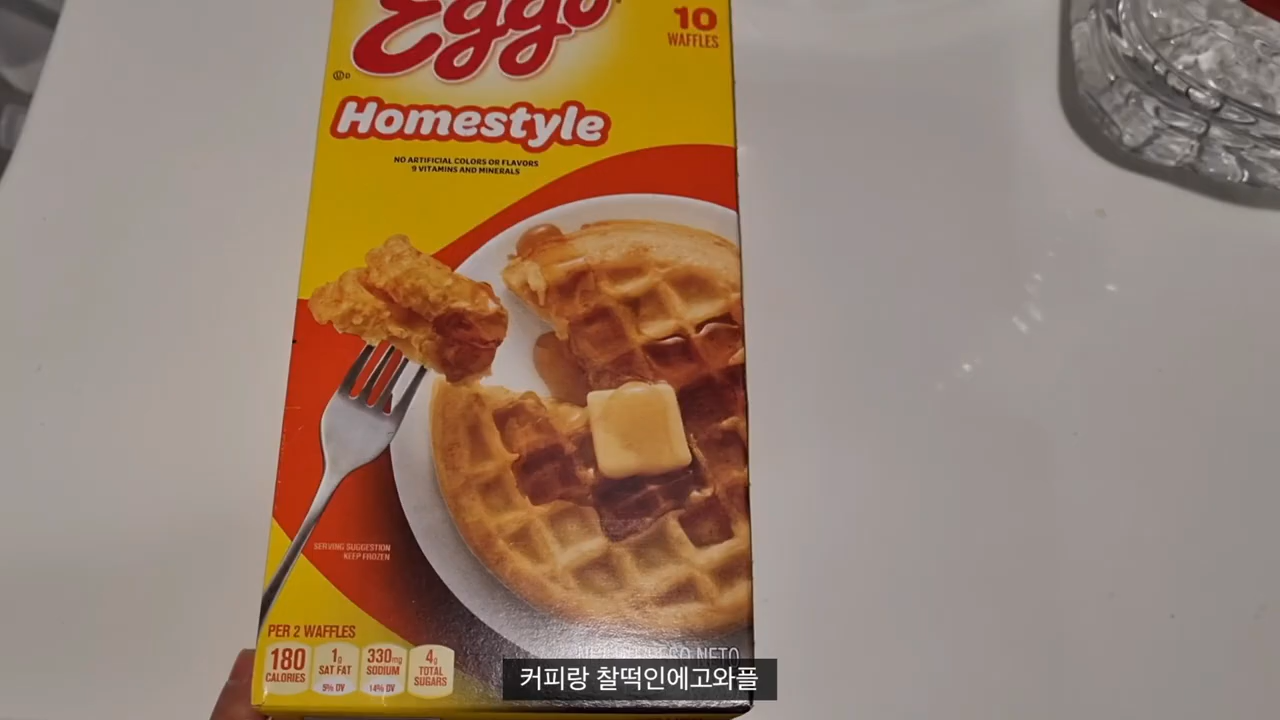 Eggo
10
WAFFLES
Homestyle
NO ARTIFICIAL COLORS OR FLAVORS
9 VITAMINS AND MINERALS
SERVING SUGGESTION
KEEP FROZEN
PER 2 WAFFLES
180
CALORIES
1g
SAT FAT
5% DV
330mg
SODIUM
14% DV
4g
TOTAL
SUGARS
NETO
커피랑 찰떡인에고와플